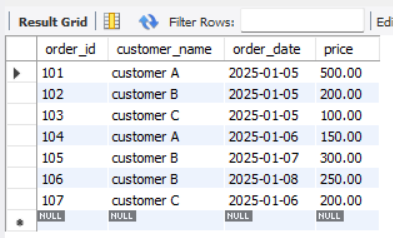 Result Grid Filter Rows: Edi
order_id customer_name order_date price
101 customer A 2025-01-05 500.00
102 customer B 2025-01-05 200.00
103 customer C 2025-01-05 100.00
104 customer A 2025-01-06 150.00
105 customer B 2025-01-07 300.00
106 customer B 2025-01-08 250.00
107 customer C 2025-01-06 200.00
NULL NULL NULL NULL